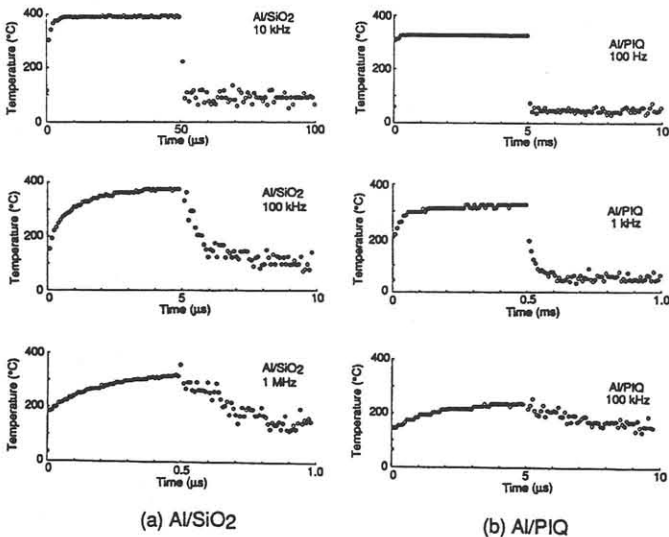 Temperature (°C)
400
200
0
Al/SiO2
10 kHz
0
50
100
Time (µs)
Temperature (°C)
400
200
0
Al/SiO2
100 kHz
0
5
10
Time (µs)
Temperature (°C)
400
200
0
Al/SiO2
1 MHz
0
0.5
1.0
Time (µs)
(a) Al/SiO2
Temperature (°C)
400
200
0
Al/PIQ
100 Hz
0
5
10
Time (ms)
Temperature (°C)
400
200
0
Al/PIQ
1 kHz
0
0.5
1.0
Time (ms)
Temperature (°C)
400
200
0
Al/PIQ
100 kHz
0
5
10
Time (µs)
(b) Al/PIQ